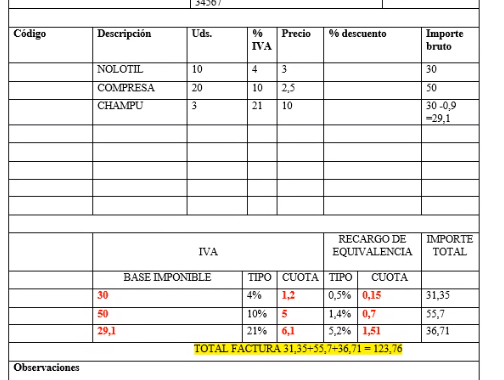 34567
Código Descripción Uds. % IVA Precio % descuento Importe bruto
NOLOTIL 10 4 3 30
COMPRESA 20 10 2,5 50
CHAMPU 3 21 10 30 -0,9 =29,1
IVA RECARGO DE EQUIVALENCIA IMPORTE TOTAL
BASE IMPONIBLE TIPO CUOTA TIPO CUOTA
30 4% 1,2 0,5% 0,15 31,35
50 10% 5 1,4% 0,7 55,7
29,1 21% 6,1 5,2% 1,51 36,71
TOTAL FACTURA 31,35+55,7+36,71 = 123,76
Observaciones